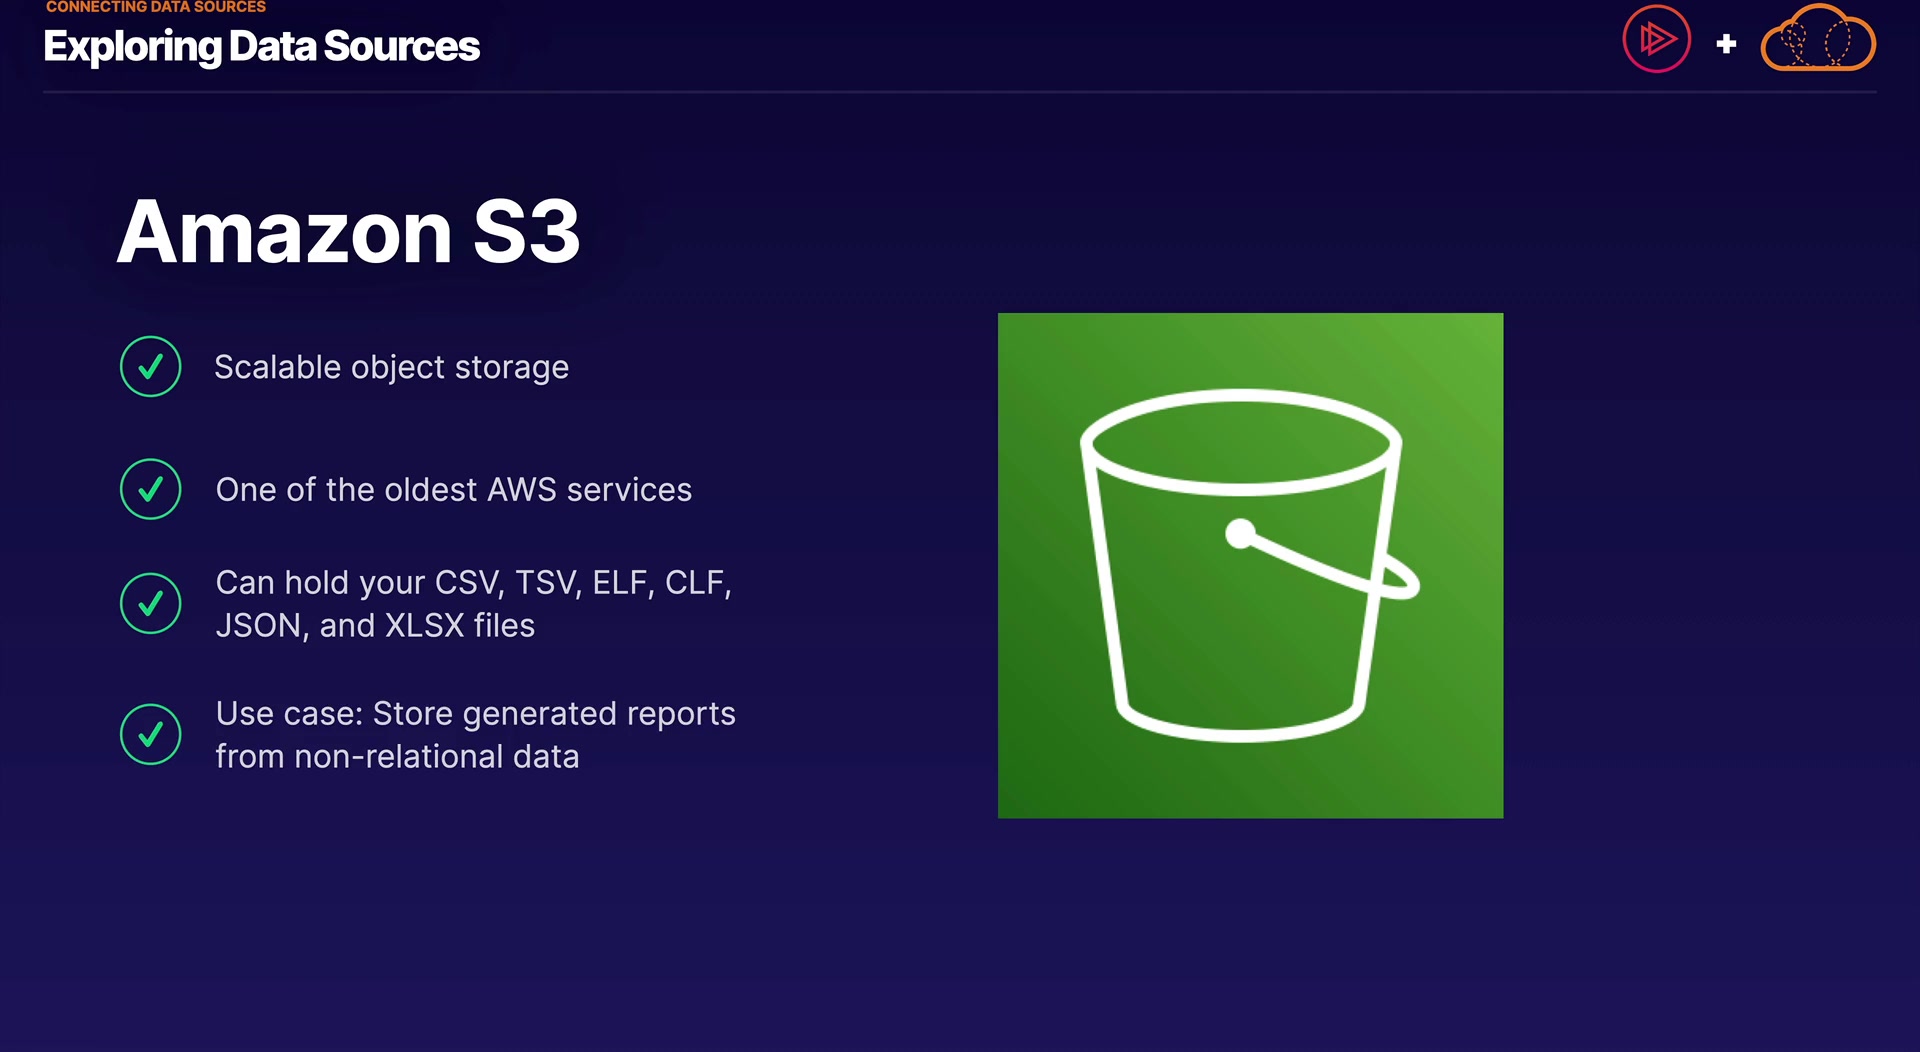 CONNECTING DATA SOURCES
Exploring Data Sources
Amazon S3
Scalable object storage
One of the oldest AWS services
Can hold your CSV, TSV, ELF, CLF,
JSON, and XLSX files
Use case: Store generated reports
from non-relational data